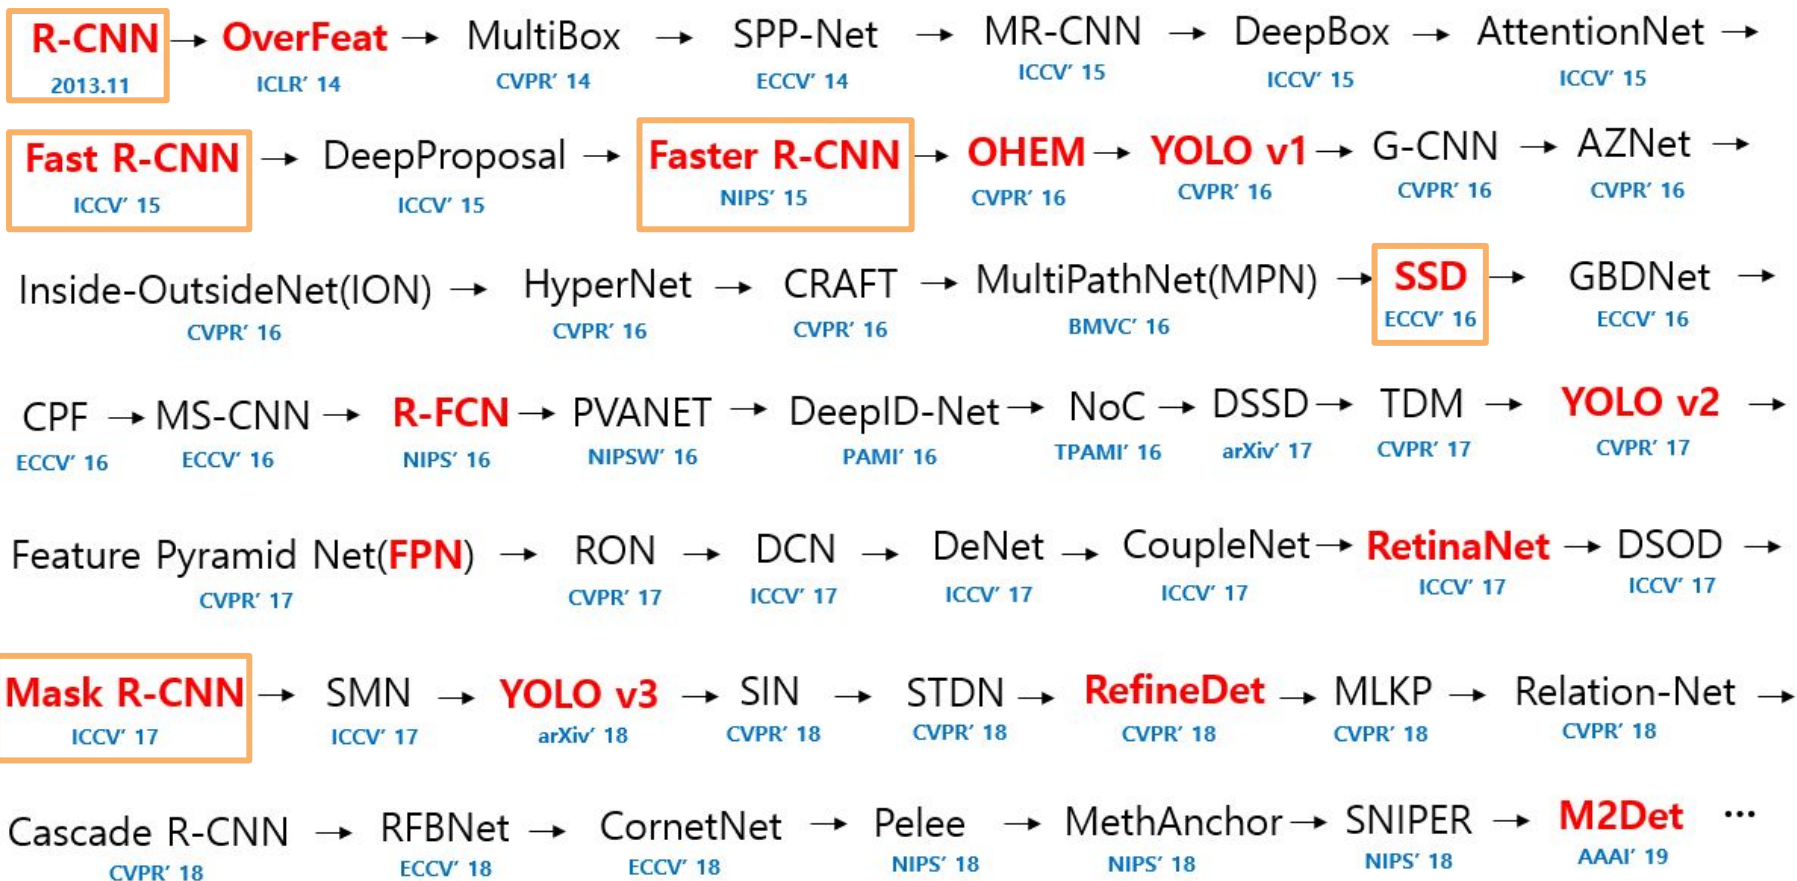 R-CNN → OverFeat → MultiBox → SPP-Net → MR-CNN → DeepBox → AttentionNet →
2013.11 ICLR' 14 CVPR' 14 ECCV' 14 ICCV' 15 ICCV' 15 ICCV' 15
Fast R-CNN → DeepProposal → Faster R-CNN → OHEM → YOLO v1 → G-CNN → AZNet →
ICCV' 15 ICCV' 15 NIPS' 15 CVPR' 16 CVPR' 16 CVPR' 16 CVPR' 16
Inside-OutsideNet(ION) → HyperNet → CRAFT → MultiPathNet(MPN) → SSD → GBDNet →
CVPR' 16 CVPR' 16 CVPR' 16 BMVC' 16 ECCV' 16 ECCV' 16
CPF → MS-CNN → R-FCN → PVANET → DeepID-Net → NoC → DSSD → TDM → YOLO v2 →
ECCV' 16 ECCV' 16 NIPS' 16 NIPSW' 16 PAMI' 16 TPAMI' 16 arXiv' 17 CVPR' 17 CVPR' 17
Feature Pyramid Net(FPN) → RON → DCN → DeNet → CoupleNet → RetinaNet → DSOD →
CVPR' 17 CVPR' 17 ICCV' 17 ICCV' 17 ICCV' 17 ICCV' 17 ICCV' 17
Mask R-CNN → SMN → YOLO v3 → SIN → STDN → RefineDet → MLKP → Relation-Net →
ICCV' 17 ICCV' 17 arXiv' 18 CVPR' 18 CVPR' 18 CVPR' 18 CVPR' 18 CVPR' 18
Cascade R-CNN → RFBNet → CornetNet → Pelee → MethAnchor → SNIPER → M2Det ···
CVPR' 18 ECCV' 18 ECCV' 18 NIPS' 18 NIPS' 18 NIPS' 18 AAAI' 19